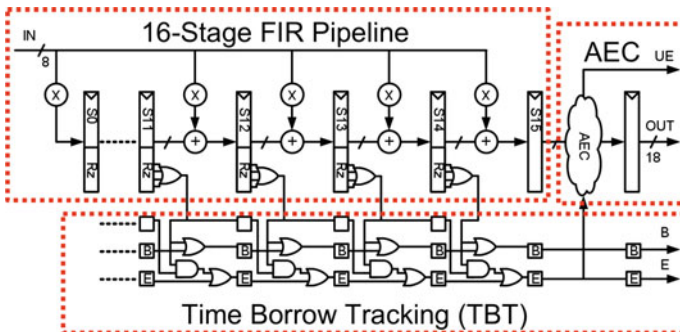 IN
8
16-Stage FIR Pipeline
AEC
UE
X X X X X
S0 S11 S12 S13 S14 S15
+ + + +
Rz Rz Rz Rz Rz
AEC
OUT
18
B B B B B B
B
E E E E E E
E
Time Borrow Tracking (TBT)